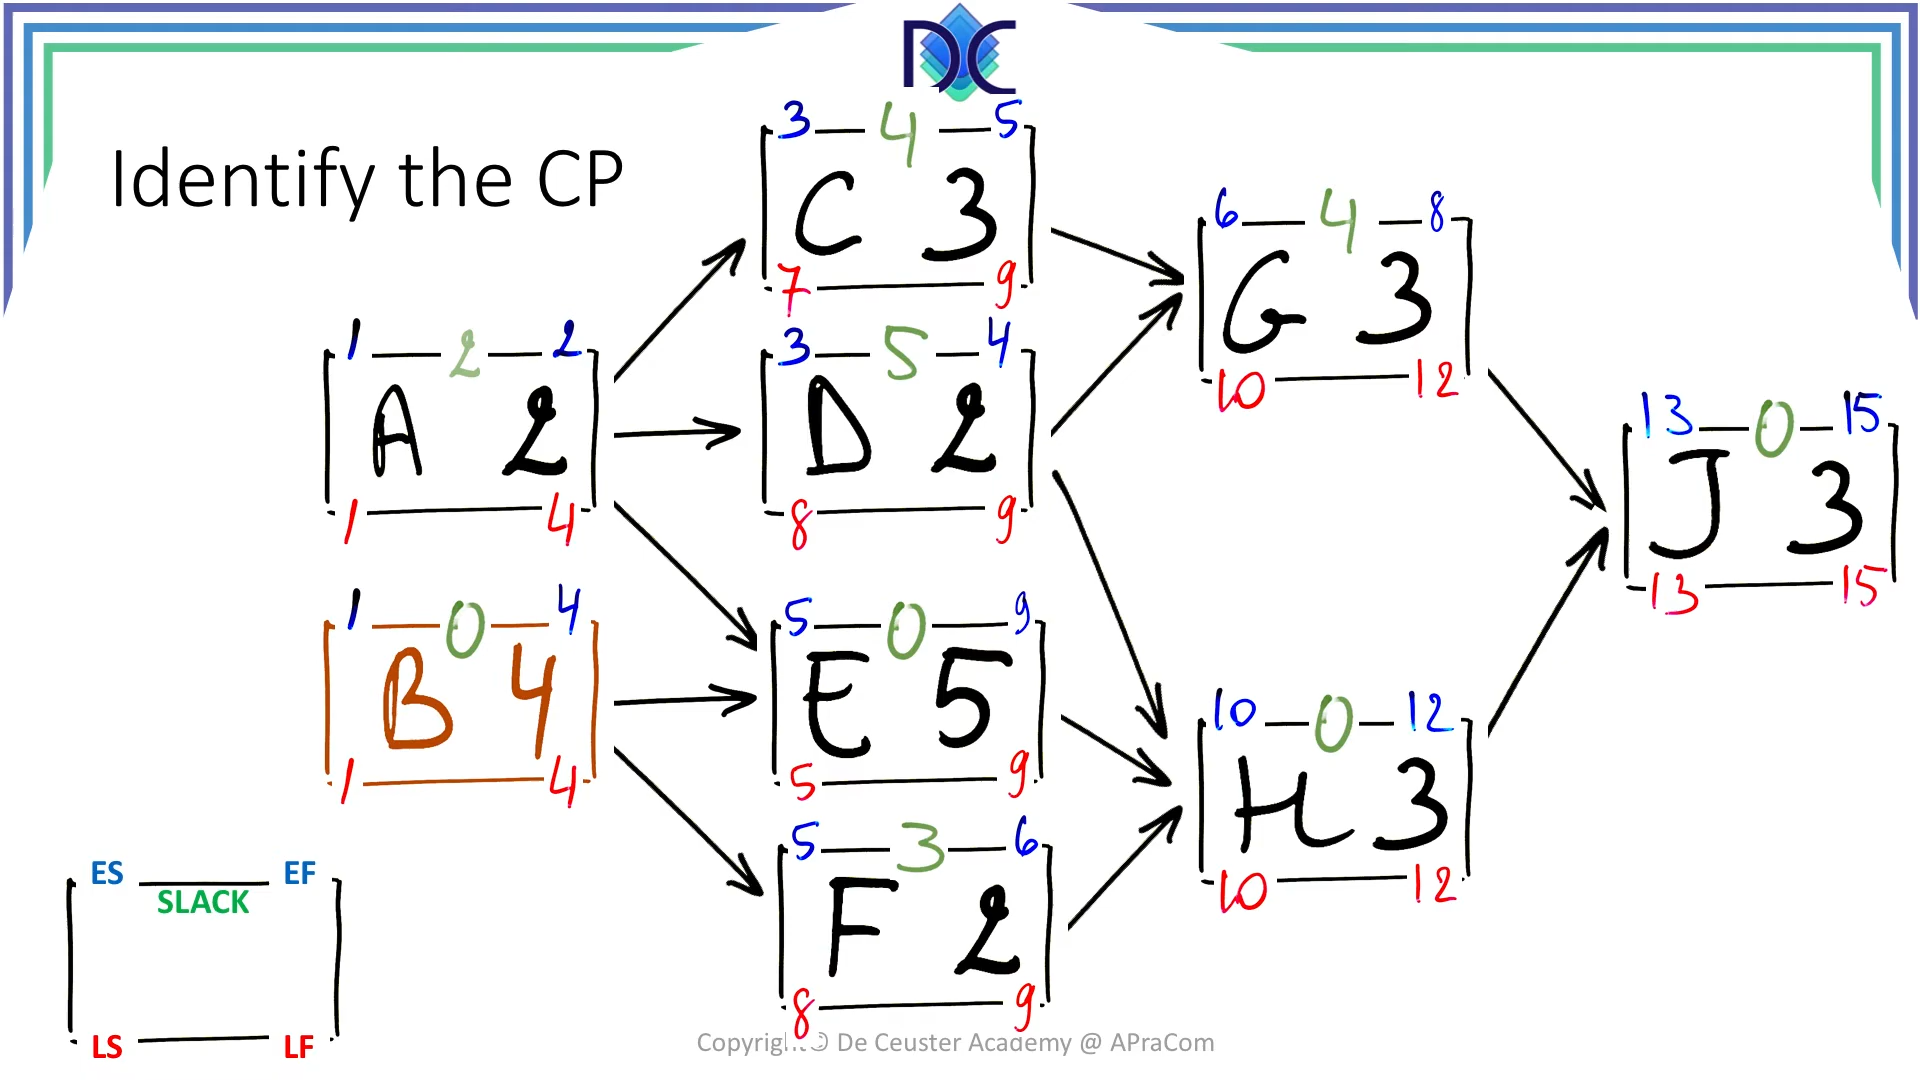 DC
Identify the CP
3 4 5
C 3
7 9
6 4 8
G 3
10 12
1 2 2
A 2
1 4
3 5 4
D 2
8 9
13 0 15
J 3
13 15
1 0 4
B 4
1 4
5 0 9
E 5
5 9
10 0 12
H 3
10 12
5 3 6
F 2
8 9
ES EF
SLACK
LS LF
Copyright © De Ceuster Academy @ APraCom